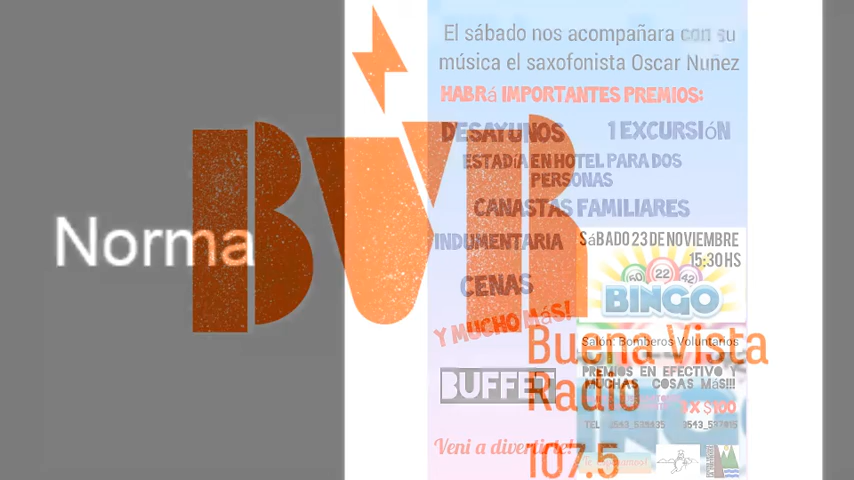 El sábado nos acompañara con su
música el saxofonista Oscar Nuñez
HABRá IMPORTANTES PREMIOS:
DESAYUNOS 1 EXCURSIÓN
ESTADÍA EN HOTEL PARA DOS
PERSONAS
CANASTAS FAMILIARES
INDUMENTARIA
CENAS
Y MUCHO MáS!
BUFFET
Veni a divertirte!
Norma
BVR
SáBADO 23 DE NOVIEMBRE
15:30 HS
22 42
BINGO
Salón: Bomberos Voluntarios
PREMIOS EN EFECTIVO Y
MUCHAS COSAS MáS!!!
X $100
TEL
Buena Vista
Radio
107.5